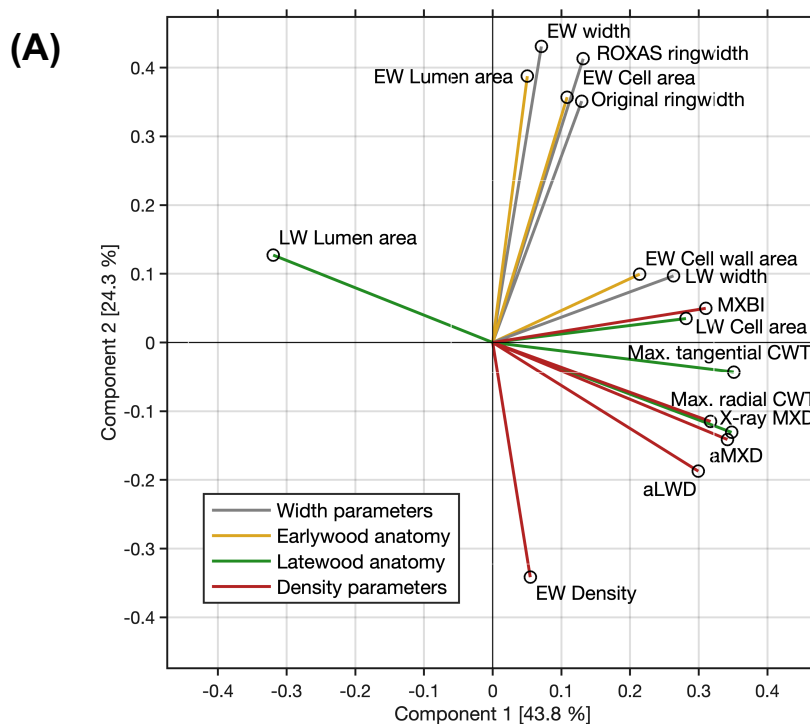 (A)
EW width
ROXAS ringwidth
EW Lumen area
EW Cell area
Original ringwidth
LW Lumen area
EW Cell wall area
LW width
MXBI
LW Cell area
Max. tangential CWT
Max. radial CWT
X-ray MXD
aMXD
aLWD
EW Density
Width parameters
Earlywood anatomy
Latewood anatomy
Density parameters
Component 2 [24.3 %]
0.4
0.3
0.2
0.1
0
-0.1
-0.2
-0.3
-0.4
-0.4 -0.3 -0.2 -0.1 0 0.1 0.2 0.3 0.4
Component 1 [43.8 %]